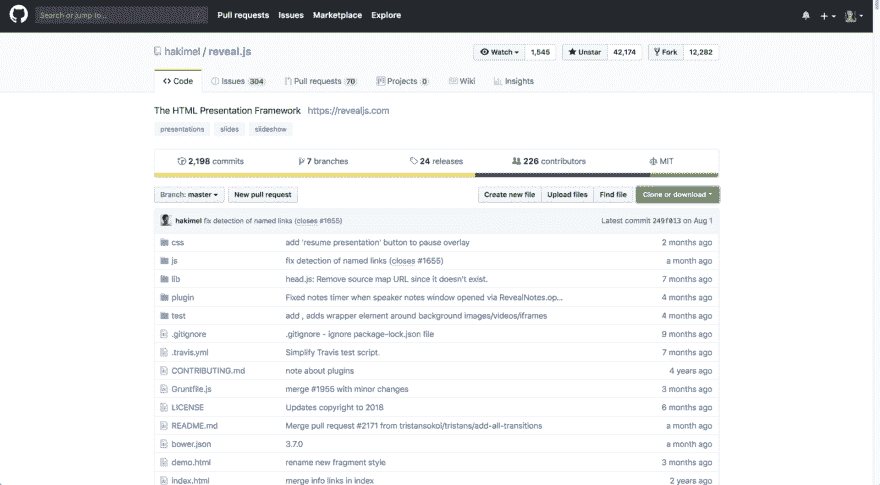 Search or jump to... / Pull requests Issues Marketplace Explore
hakimel / reveal.js Watch 1,545 Unstar 42,174 Fork 12,282
Code Issues 304 Pull requests 70 Projects 0 Wiki Insights
The HTML Presentation Framework https://revealjs.com
presentations slides slideshow
2,198 commits 7 branches 24 releases 226 contributors MIT
Branch: master New pull request Create new file Upload files Find file Clone or download
hakimel fix detection of named links (closes #1655) Latest commit 249f013 on Aug 1
css add 'resume presentation' button to pause overlay 2 months ago
js fix detection of named links (closes #1655) a month ago
lib head.js: Remove source map URL since it doesn't exist. 7 months ago
plugin Fixed notes timer when speaker notes window opened via RevealNotes.op... 4 months ago
test add , adds wrapper element around background images/videos/iframes 4 months ago
.gitignore .gitignore - ignore package-lock.json file 9 months ago
.travis.yml Simplify Travis test script. 7 months ago
CONTRIBUTING.md note about plugins 4 years ago
Gruntfile.js merge #1955 with minor changes 3 months ago
LICENSE Updates copyright to 2018 6 months ago
README.md Merge pull request #2171 from tristansokol/tristans/add-all-transitions a month ago
bower.json 3.7.0 a month ago
demo.html rename new fragment style 3 months ago
index.html merge info links in index 2 years ago